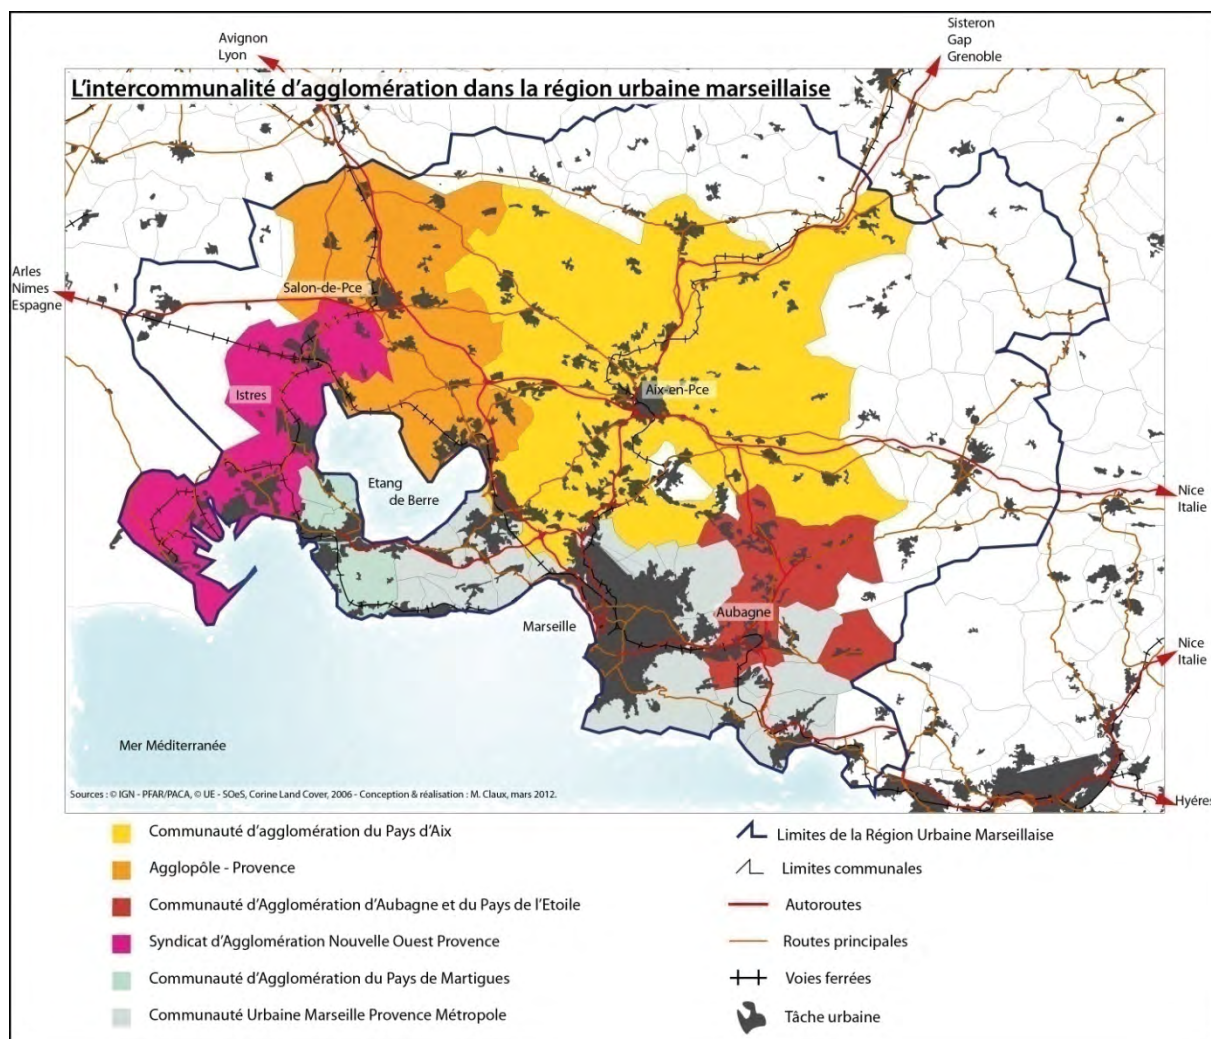 Avignon
Lyon
Sisteron
Gap
Grenoble
L'intercommunalité d'agglomération dans la région urbaine marseillaise
Arles
Nimes
Espagne
Salon-de-Pce
Istres
Aix-en-Pce
Etang
de Berre
Nice
Italie
Marseille
Aubagne
Nice
Italie
Mer Méditerranée
Sources : © IGN - PFAR/PACA, © UE - SOeS, Corine Land Cover, 2006 - Conception & réalisation : M. Claux, mars 2012.
Hyéres
Communauté d'agglomération du Pays d'Aix
Agglopôle - Provence
Communauté d'Agglomération d'Aubagne et du Pays de l'Etoile
Syndicat d'Agglomération Nouvelle Ouest Provence
Communauté d'Agglomération du Pays de Martigues
Communauté Urbaine Marseille Provence Métropole
Limites de la Région Urbaine Marseillaise
Limites communales
Autoroutes
Routes principales
Voies ferrées
Tâche urbaine